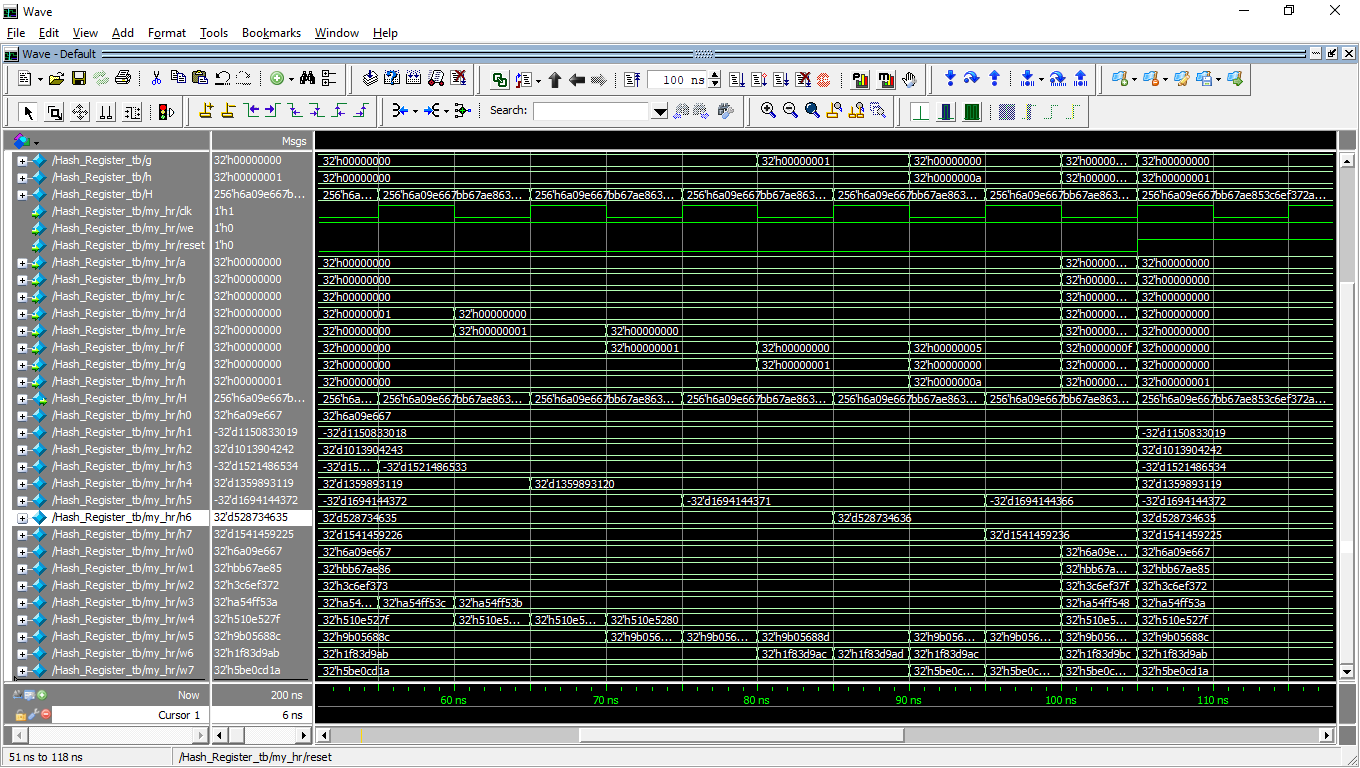 Wave
File Edit View Add Format Tools Bookmarks Window Help
Wave - Default
100 ns
Search:
Msgs
/Hash_Register_tb/g 32'h00000000 32'h00000000 32'h00000001 32'h00000000 32'h00000... 32'h00000000
/Hash_Register_tb/h 32'h00000001 32'h00000000 32'h0000000a 32'h00000... 32'h00000001
/Hash_Register_tb/H 256'h6a09e667b... 256'h6a... 256'h6a09e667bb67ae863... 256'h6a09e667bb67ae863... 256'h6a09e667bb67ae863... 256'h6a09e667bb67ae863... 256'h6a09e667bb67ae863... 256'h6a09e667bb67ae853c6ef372a...
/Hash_Register_tb/my_hr/clk 1'h1
/Hash_Register_tb/my_hr/we 1'h0
/Hash_Register_tb/my_hr/reset 1'h0
/Hash_Register_tb/my_hr/a 32'h00000000 32'h00000000 32'h00000... 32'h00000000
/Hash_Register_tb/my_hr/b 32'h00000000 32'h00000000 32'h00000... 32'h00000000
/Hash_Register_tb/my_hr/c 32'h00000000 32'h00000000 32'h00000... 32'h00000000
/Hash_Register_tb/my_hr/d 32'h00000000 32'h00000001 32'h00000000 32'h00000... 32'h00000000
/Hash_Register_tb/my_hr/e 32'h00000000 32'h00000000 32'h00000001 32'h00000000 32'h00000... 32'h00000000
/Hash_Register_tb/my_hr/f 32'h00000000 32'h00000000 32'h00000001 32'h00000000 32'h00000005 32'h0000000f 32'h00000000
/Hash_Register_tb/my_hr/g 32'h00000000 32'h00000000 32'h00000001 32'h00000000 32'h00000... 32'h00000000
/Hash_Register_tb/my_hr/h 32'h00000001 32'h00000000 32'h0000000a 32'h00000... 32'h00000001
/Hash_Register_tb/my_hr/H 256'h6a09e667b... 256'h6a... 256'h6a09e667bb67ae863... 256'h6a09e667bb67ae863... 256'h6a09e667bb67ae863... 256'h6a09e667bb67ae863... 256'h6a09e667bb67ae863... 256'h6a09e667bb67ae853c6ef372a...
/Hash_Register_tb/my_hr/h0 32'h6a09e667 32'h6a09e667
/Hash_Register_tb/my_hr/h1 -32'd1150833019 -32'd1150833018 -32'd1150833019
/Hash_Register_tb/my_hr/h2 32'd1013904242 32'd1013904243 32'd1013904242
/Hash_Register_tb/my_hr/h3 -32'd1521486534 -32'd15... -32'd1521486533 -32'd1521486534
/Hash_Register_tb/my_hr/h4 32'd1359893119 32'd1359893119 32'd1359893120 32'd1359893119
/Hash_Register_tb/my_hr/h5 -32'd1694144372 -32'd1694144372 -32'd1694144371 -32'd1694144366 -32'd1694144372
/Hash_Register_tb/my_hr/h6 32'd528734635 32'd528734635 32'd528734636 32'd528734635
/Hash_Register_tb/my_hr/h7 32'd1541459225 32'd1541459226 32'd1541459236 32'd1541459225
/Hash_Register_tb/my_hr/w0 32'h6a09e667 32'h6a09e667 32'h6a09e... 32'h6a09e667
/Hash_Register_tb/my_hr/w1 32'hbb67ae85 32'hbb67ae86 32'hbb67a... 32'hbb67ae85
/Hash_Register_tb/my_hr/w2 32'h3c6ef372 32'h3c6ef373 32'h3c6ef37f 32'h3c6ef372
/Hash_Register_tb/my_hr/w3 32'ha54ff53a 32'ha54... 32'ha54ff53c 32'ha54ff53b 32'ha54ff548 32'ha54ff53a
/Hash_Register_tb/my_hr/w4 32'h510e527f 32'h510e527f 32'h510e5... 32'h510e5... 32'h510e5280 32'h510e5... 32'h510e527f
/Hash_Register_tb/my_hr/w5 32'h9b05688c 32'h9b05688c 32'h9b056... 32'h9b056... 32'h9b05688d 32'h9b056... 32'h9b056... 32'h9b056... 32'h9b05688c
/Hash_Register_tb/my_hr/w6 32'h1f83d9ab 32'h1f83d9ab 32'h1f83d9ac 32'h1f83d9ad 32'h1f83d9ac 32'h1f83d9bc 32'h1f83d9ab
/Hash_Register_tb/my_hr/w7 32'h5be0cd1a 32'h5be0cd1a 32'h5be0c... 32'h5be0c... 32'h5be0c... 32'h5be0cd1a
Now 200 ns
60 ns 70 ns 80 ns 90 ns 100 ns 110 ns
Cursor 1 6 ns
51 ns to 118 ns /Hash_Register_tb/my_hr/reset